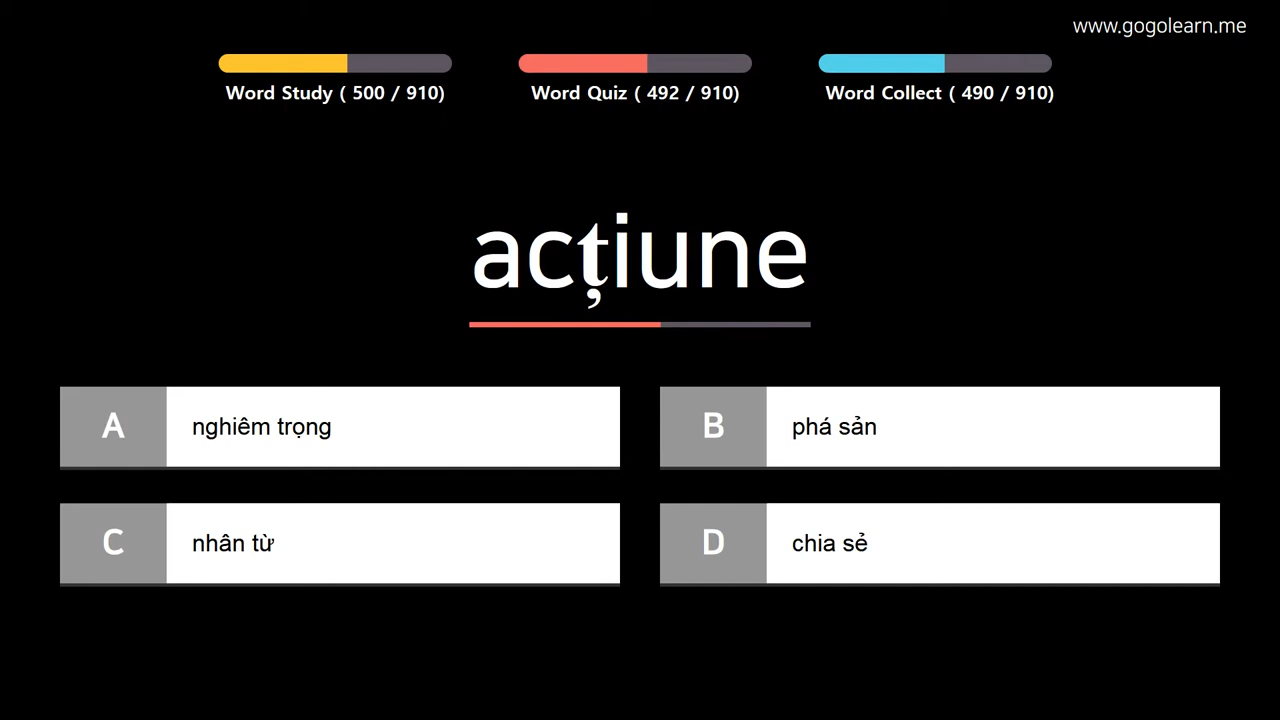 www.gogolearn.me
Word Study ( 500 / 910)
Word Quiz ( 492 / 910)
Word Collect ( 490 / 910)
acțiune
A nghiêm trọng
B phá sản
C nhân từ
D chia sẻ